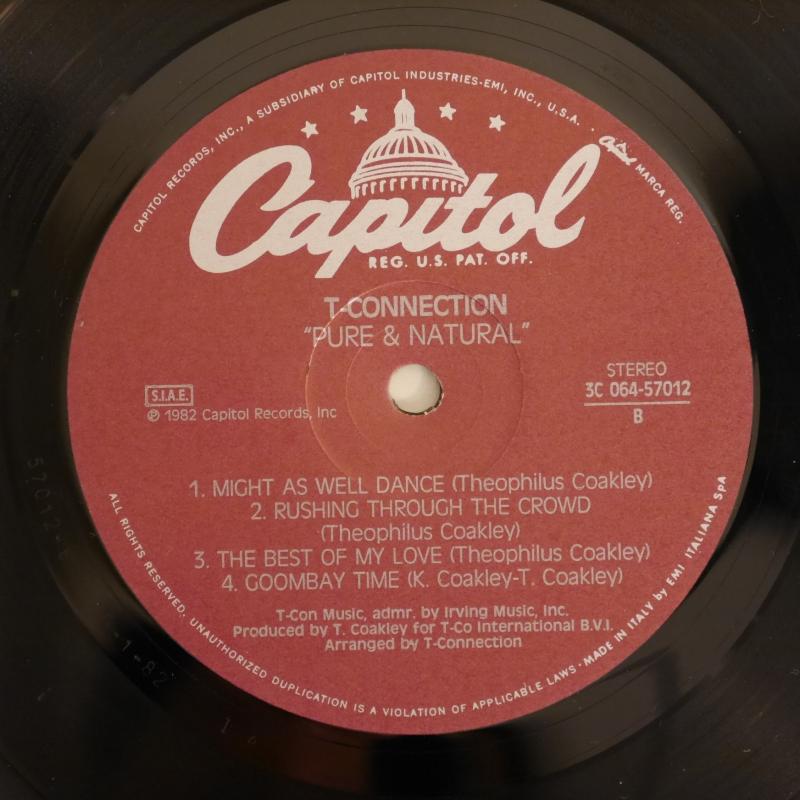 CAPITOL RECORDS, INC., A SUBSIDIARY OF CAPITOL INDUSTRIES-EMI, INC., U.S.A. . Capitol MARCA REG.
Capitol
REG. U.S. PAT. OFF.
T-CONNECTION
"PURE & NATURAL"
STEREO
3C 064-57012
B
S.I.A.E.
℗ 1982 Capitol Records, Inc
1. MIGHT AS WELL DANCE (Theophilus Coakley)
2. RUSHING THROUGH THE CROWD
(Theophilus Coakley)
3. THE BEST OF MY LOVE (Theophilus Coakley)
4. GOOMBAY TIME (K. Coakley-T. Coakley)
T-Con Music, admr. by Irving Music, Inc.
Produced by T. Coakley for T-Co International B.V.I.
Arranged by T-Connection
ALL RIGHTS RESERVED. UNAUTHORIZED DUPLICATION IS A VIOLATION OF APPLICABLE LAWS · MADE IN ITALY by EMI ITALIANA SPA